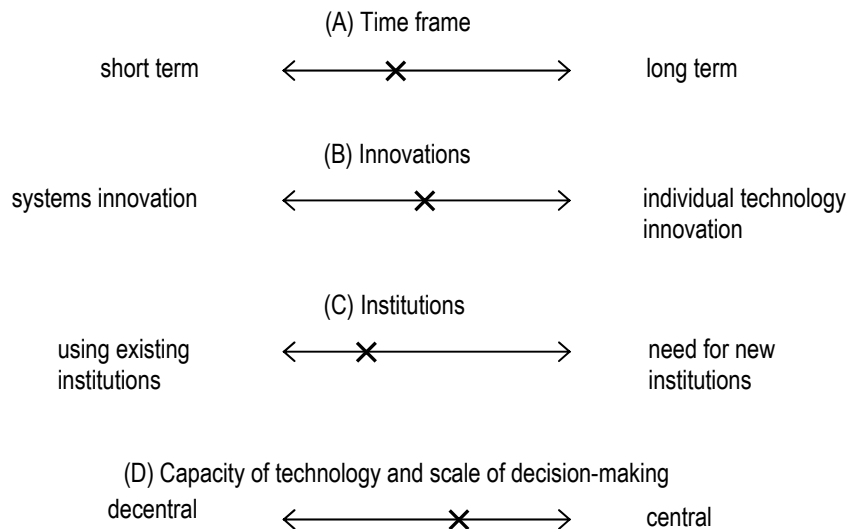 (A) Time frame
short term
long term
(B) Innovations
systems innovation
individual technology
innovation
(C) Institutions
using existing
institutions
need for new
institutions
(D) Capacity of technology and scale of decision-making
decentral
central